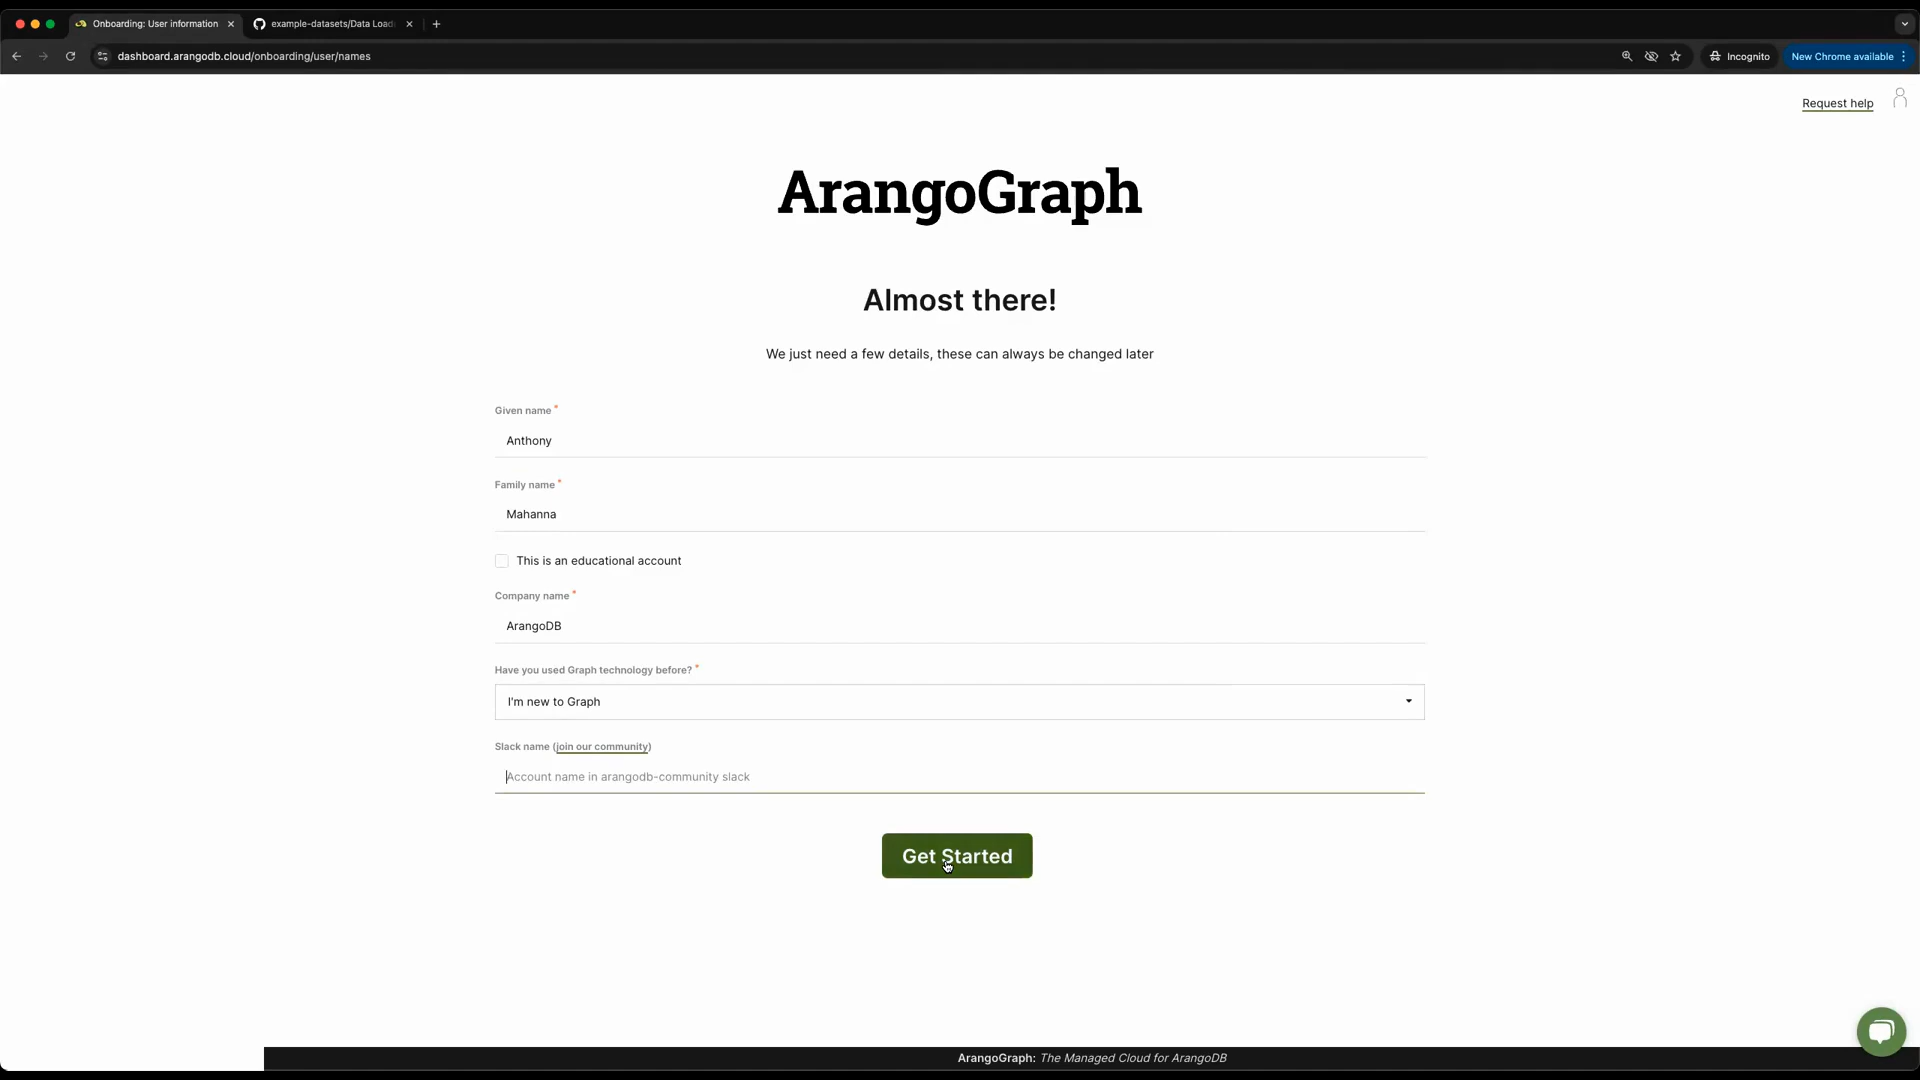 Onboarding: User information
example-datasets/Data Load
dashboard.arangodb.cloud/onboarding/user/names
Incognito
New Chrome available
Request help
ArangoGraph
Almost there!
We just need a few details, these can always be changed later
Given name *
Anthony
Family name *
Mahanna
This is an educational account
Company name *
ArangoDB
Have you used Graph technology before? *
I'm new to Graph
Slack name (join our community)
Account name in arangodb-community slack
Get Started
ArangoGraph: The Managed Cloud for ArangoDB